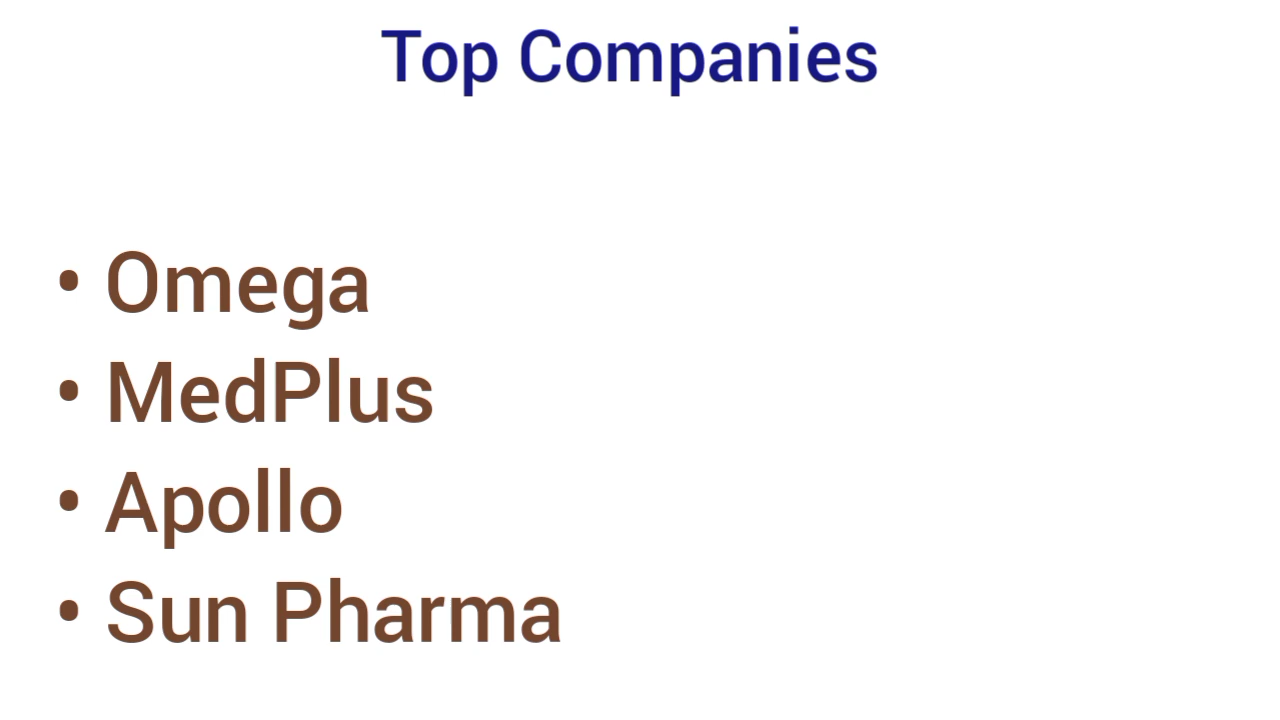 Top Companies
• Omega
• MedPlus
• Apollo
• Sun Pharma